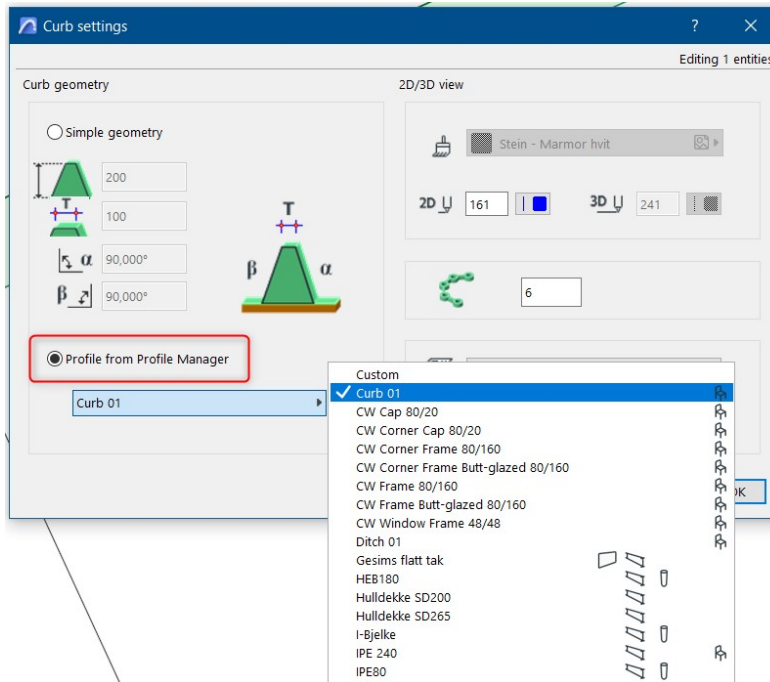 Curb settings
?
Editing 1 entities
Curb geometry
2D/3D view
Simple geometry
200
T
100
α
90,000°
β
90,000°
T
β
α
Stein - Marmor hvit
2D
161
3D
241
6
Profile from Profile Manager
Curb 01
Custom
Curb 01
CW Cap 80/20
CW Corner Cap 80/20
CW Corner Frame 80/160
CW Corner Frame Butt-glazed 80/160
CW Frame 80/160
CW Frame Butt-glazed 80/160
CW Window Frame 48/48
Ditch 01
Gesims flatt tak
HEB180
Hulldekke SD200
Hulldekke SD265
I-Bjelke
IPE 240
IPE80